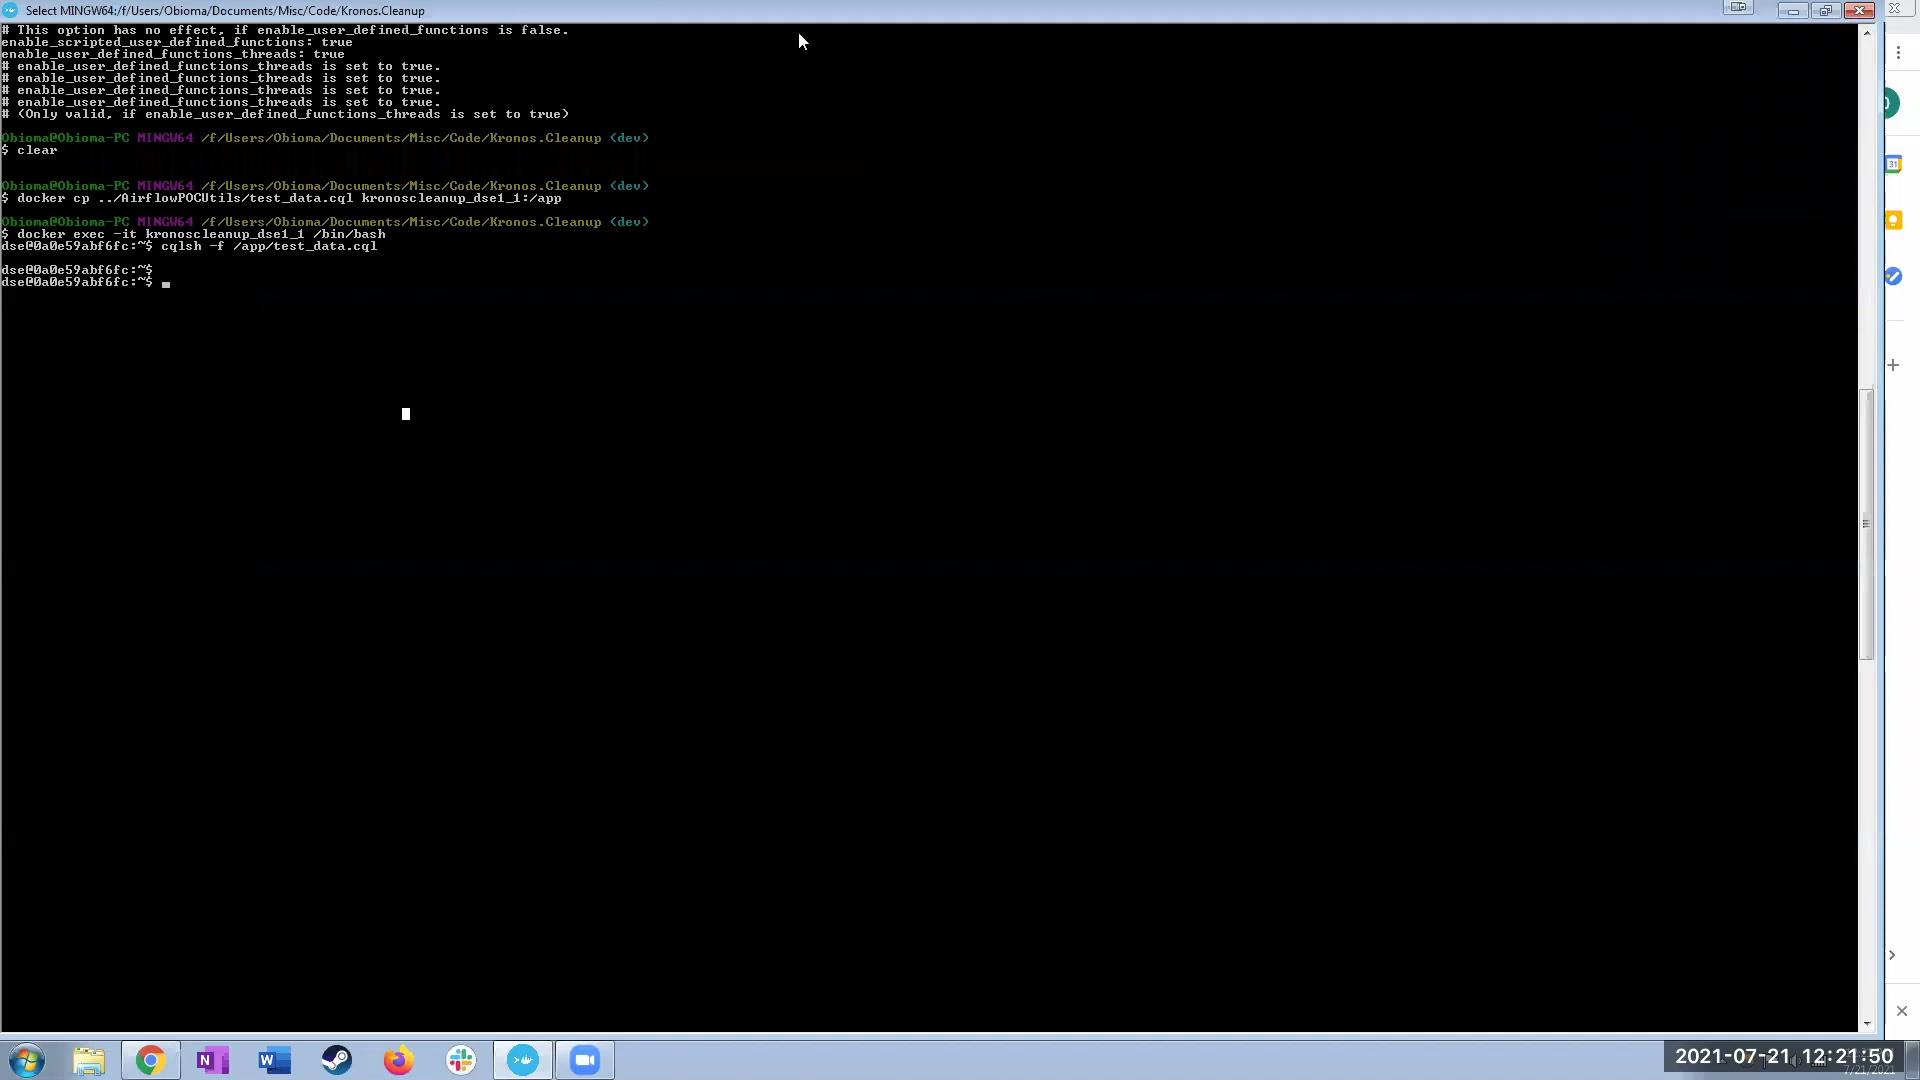 Select MINGW64:/f/Users/Obioma/Documents/Misc/Code/Kronos.Cleanup
# This option has no effect, if enable_user_defined_functions is false.
enable_scripted_user_defined_functions: true
enable_user_defined_functions_threads: true
# enable_user_defined_functions_threads is set to true.
# enable_user_defined_functions_threads is set to true.
# enable_user_defined_functions_threads is set to true.
# enable_user_defined_functions_threads is set to true.
# (Only valid, if enable_user_defined_functions_threads is set to true)
Obioma@Obioma-PC MINGW64 /f/Users/Obioma/Documents/Misc/Code/Kronos.Cleanup (dev)
$ clear
Obioma@Obioma-PC MINGW64 /f/Users/Obioma/Documents/Misc/Code/Kronos.Cleanup (dev)
$ docker cp ../AirflowPOCUtils/test_data.cql kronoscleanup_dse1_1:/app
Obioma@Obioma-PC MINGW64 /f/Users/Obioma/Documents/Misc/Code/Kronos.Cleanup (dev)
$ docker exec -it kronoscleanup_dse1_1 /bin/bash
dse@0a0e59abf6fc:~$ cqlsh -f /app/test_data.cql
dse@0a0e59abf6fc:~$
dse@0a0e59abf6fc:~$
31
N
W
2021-07-21 12:21:50
7/21/2021